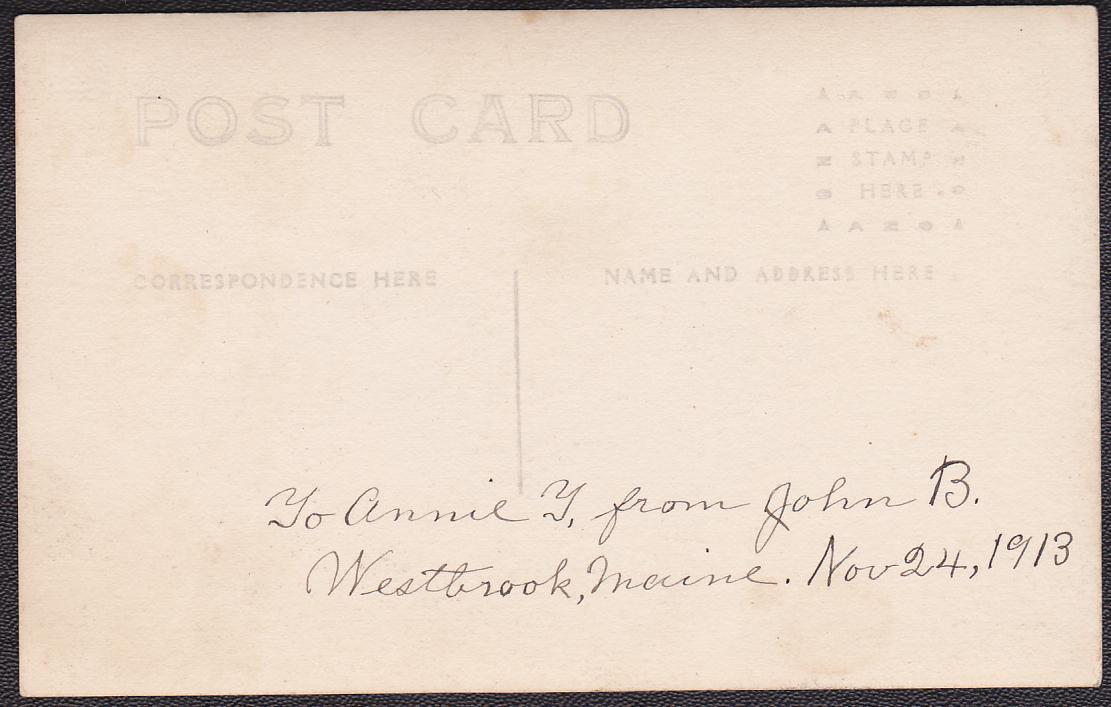 POST CARD
A Z O
PLACE
STAMP
HERE
CORRESPONDENCE HERE
NAME AND ADDRESS HERE
To Annie T, from John B.
Westbrook, Maine. Nov 24, 1913